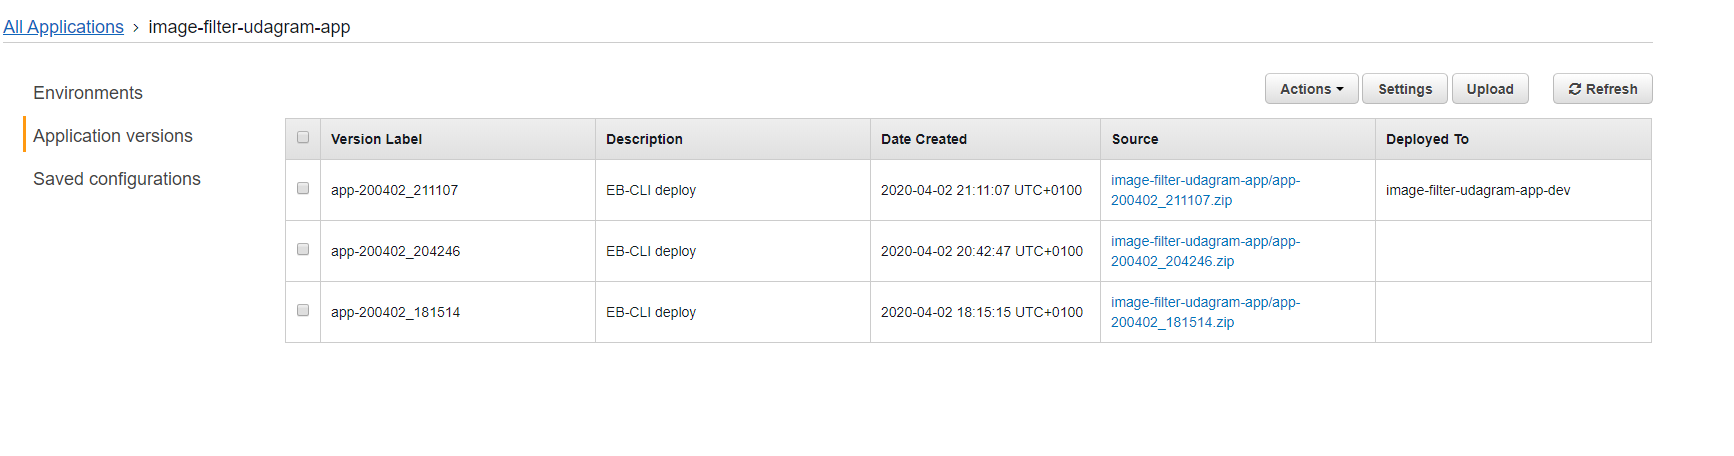 All Applications › image-filter-udagram-app
Environments
Application versions
Saved configurations
Actions Settings Upload Refresh
Version Label Description Date Created Source Deployed To
app-200402_211107 EB-CLI deploy 2020-04-02 21:11:07 UTC+0100 image-filter-udagram-app/app-
200402_211107.zip image-filter-udagram-app-dev
app-200402_204246 EB-CLI deploy 2020-04-02 20:42:47 UTC+0100 image-filter-udagram-app/app-
200402_204246.zip
app-200402_181514 EB-CLI deploy 2020-04-02 18:15:15 UTC+0100 image-filter-udagram-app/app-
200402_181514.zip